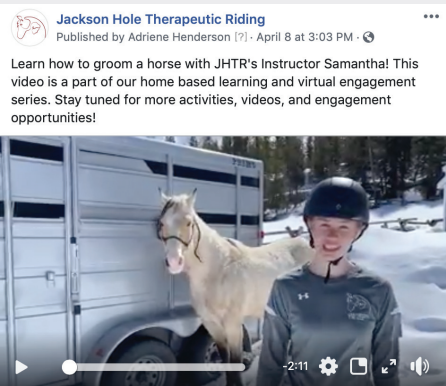 Jackson Hole Therapeutic Riding
Published by Adriene Henderson [?] · April 8 at 3:03 PM ·
Learn how to groom a horse with JHTR's Instructor Samantha! This
video is a part of our home based learning and virtual engagement
series. Stay tuned for more activities, videos, and engagement
opportunities!
-2:11